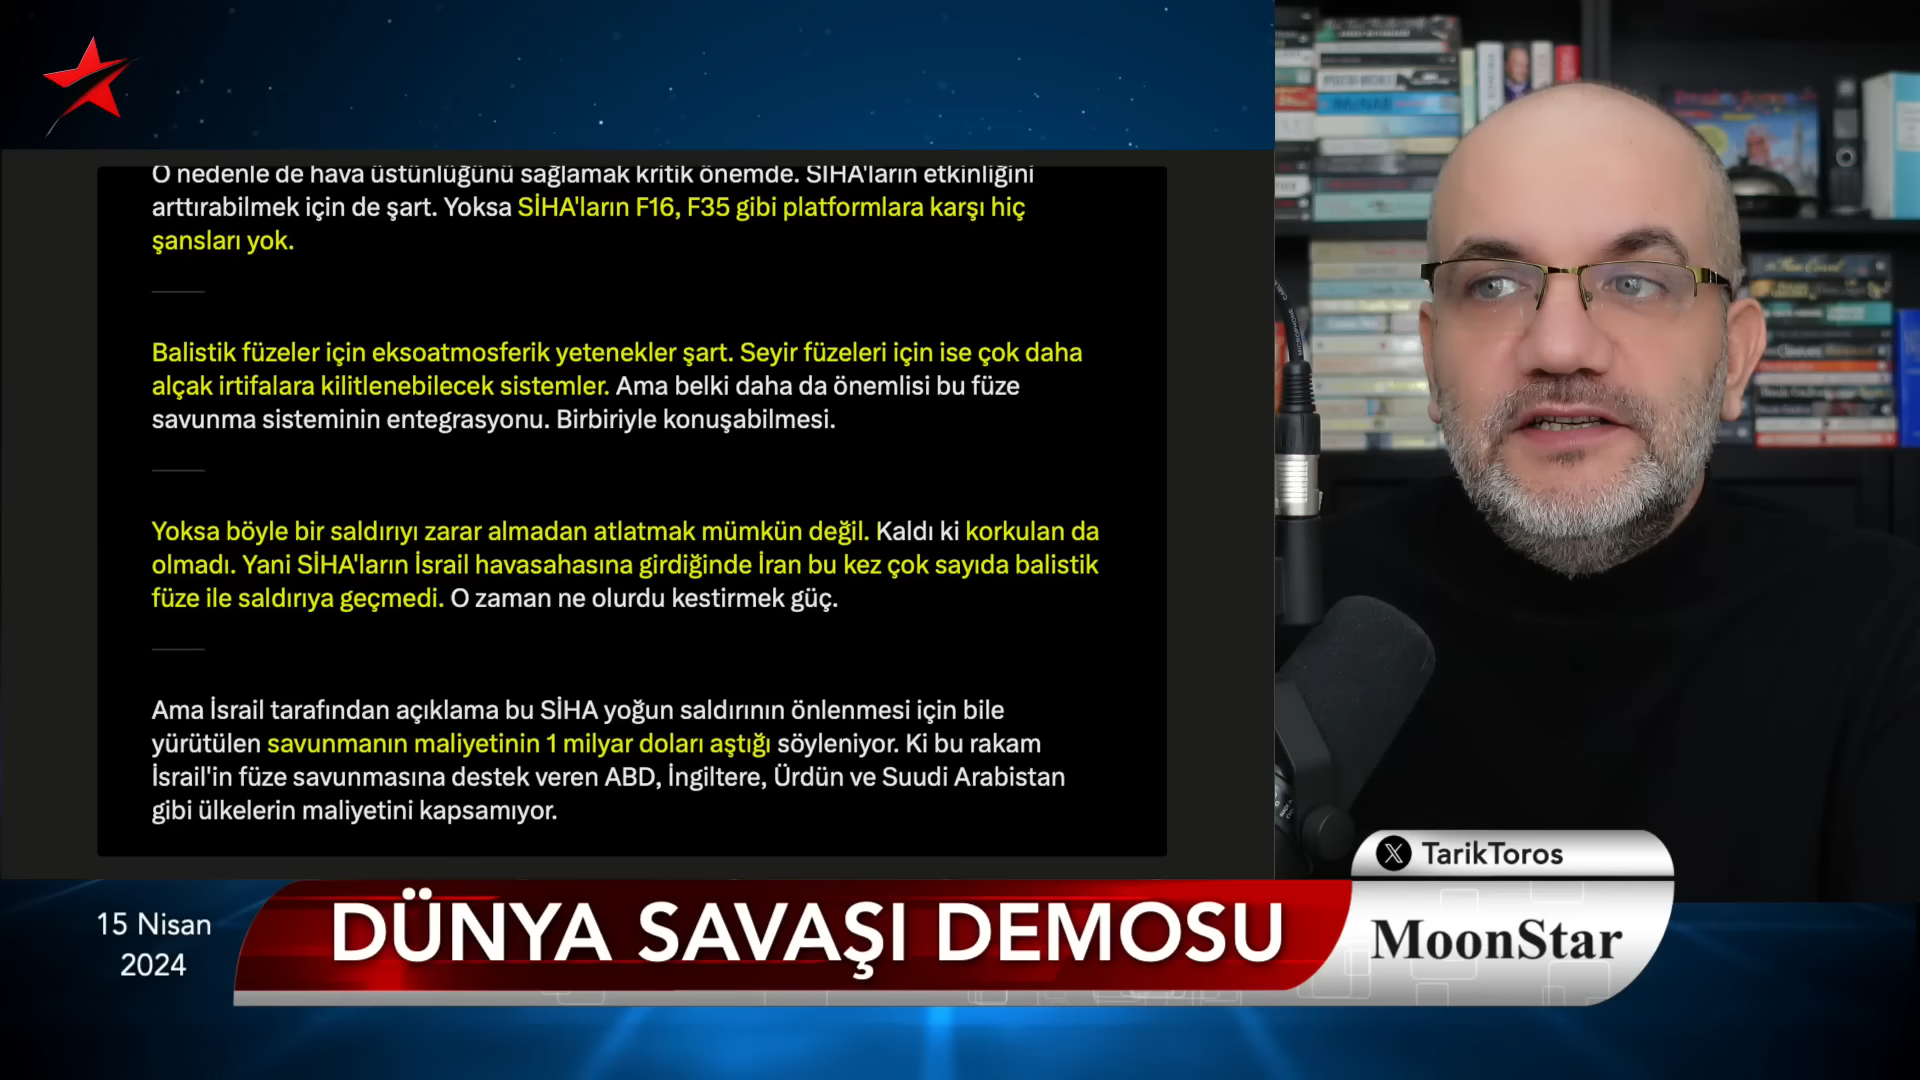 O nedenle de hava üstünlüğünü sağlamak kritik önemde. SİHA'ların etkinliğini
arttırabilmek için de şart. Yoksa SİHA'ların F16, F35 gibi platformlara karşı hiç
şansları yok.
Balistik füzeler için eksoatmosferik yetenekler şart. Seyir füzeleri için ise çok daha
alçak irtifalara kilitlenebilecek sistemler. Ama belki daha da önemlisi bu füze
savunma sisteminin entegrasyonu. Birbiriyle konuşabilmesi.
Yoksa böyle bir saldırıyı zarar almadan atlatmak mümkün değil. Kaldı ki korkulan da
olmadı. Yani SİHA'ların İsrail havasahasına girdiğinde İran bu kez çok sayıda balistik
füze ile saldırıya geçmedi. O zaman ne olurdu kestirmek güç.
Ama İsrail tarafından açıklama bu SİHA yoğun saldırının önlenmesi için bile
yürütülen savunmanın maliyetinin 1 milyar doları aştığı söyleniyor. Ki bu rakam
İsrail'in füze savunmasına destek veren ABD, İngiltere, Ürdün ve Suudi Arabistan
gibi ülkelerin maliyetini kapsamıyor.
X TarikToros
15 Nisan
2024
DÜNYA SAVAŞI DEMOSU
MoonStar